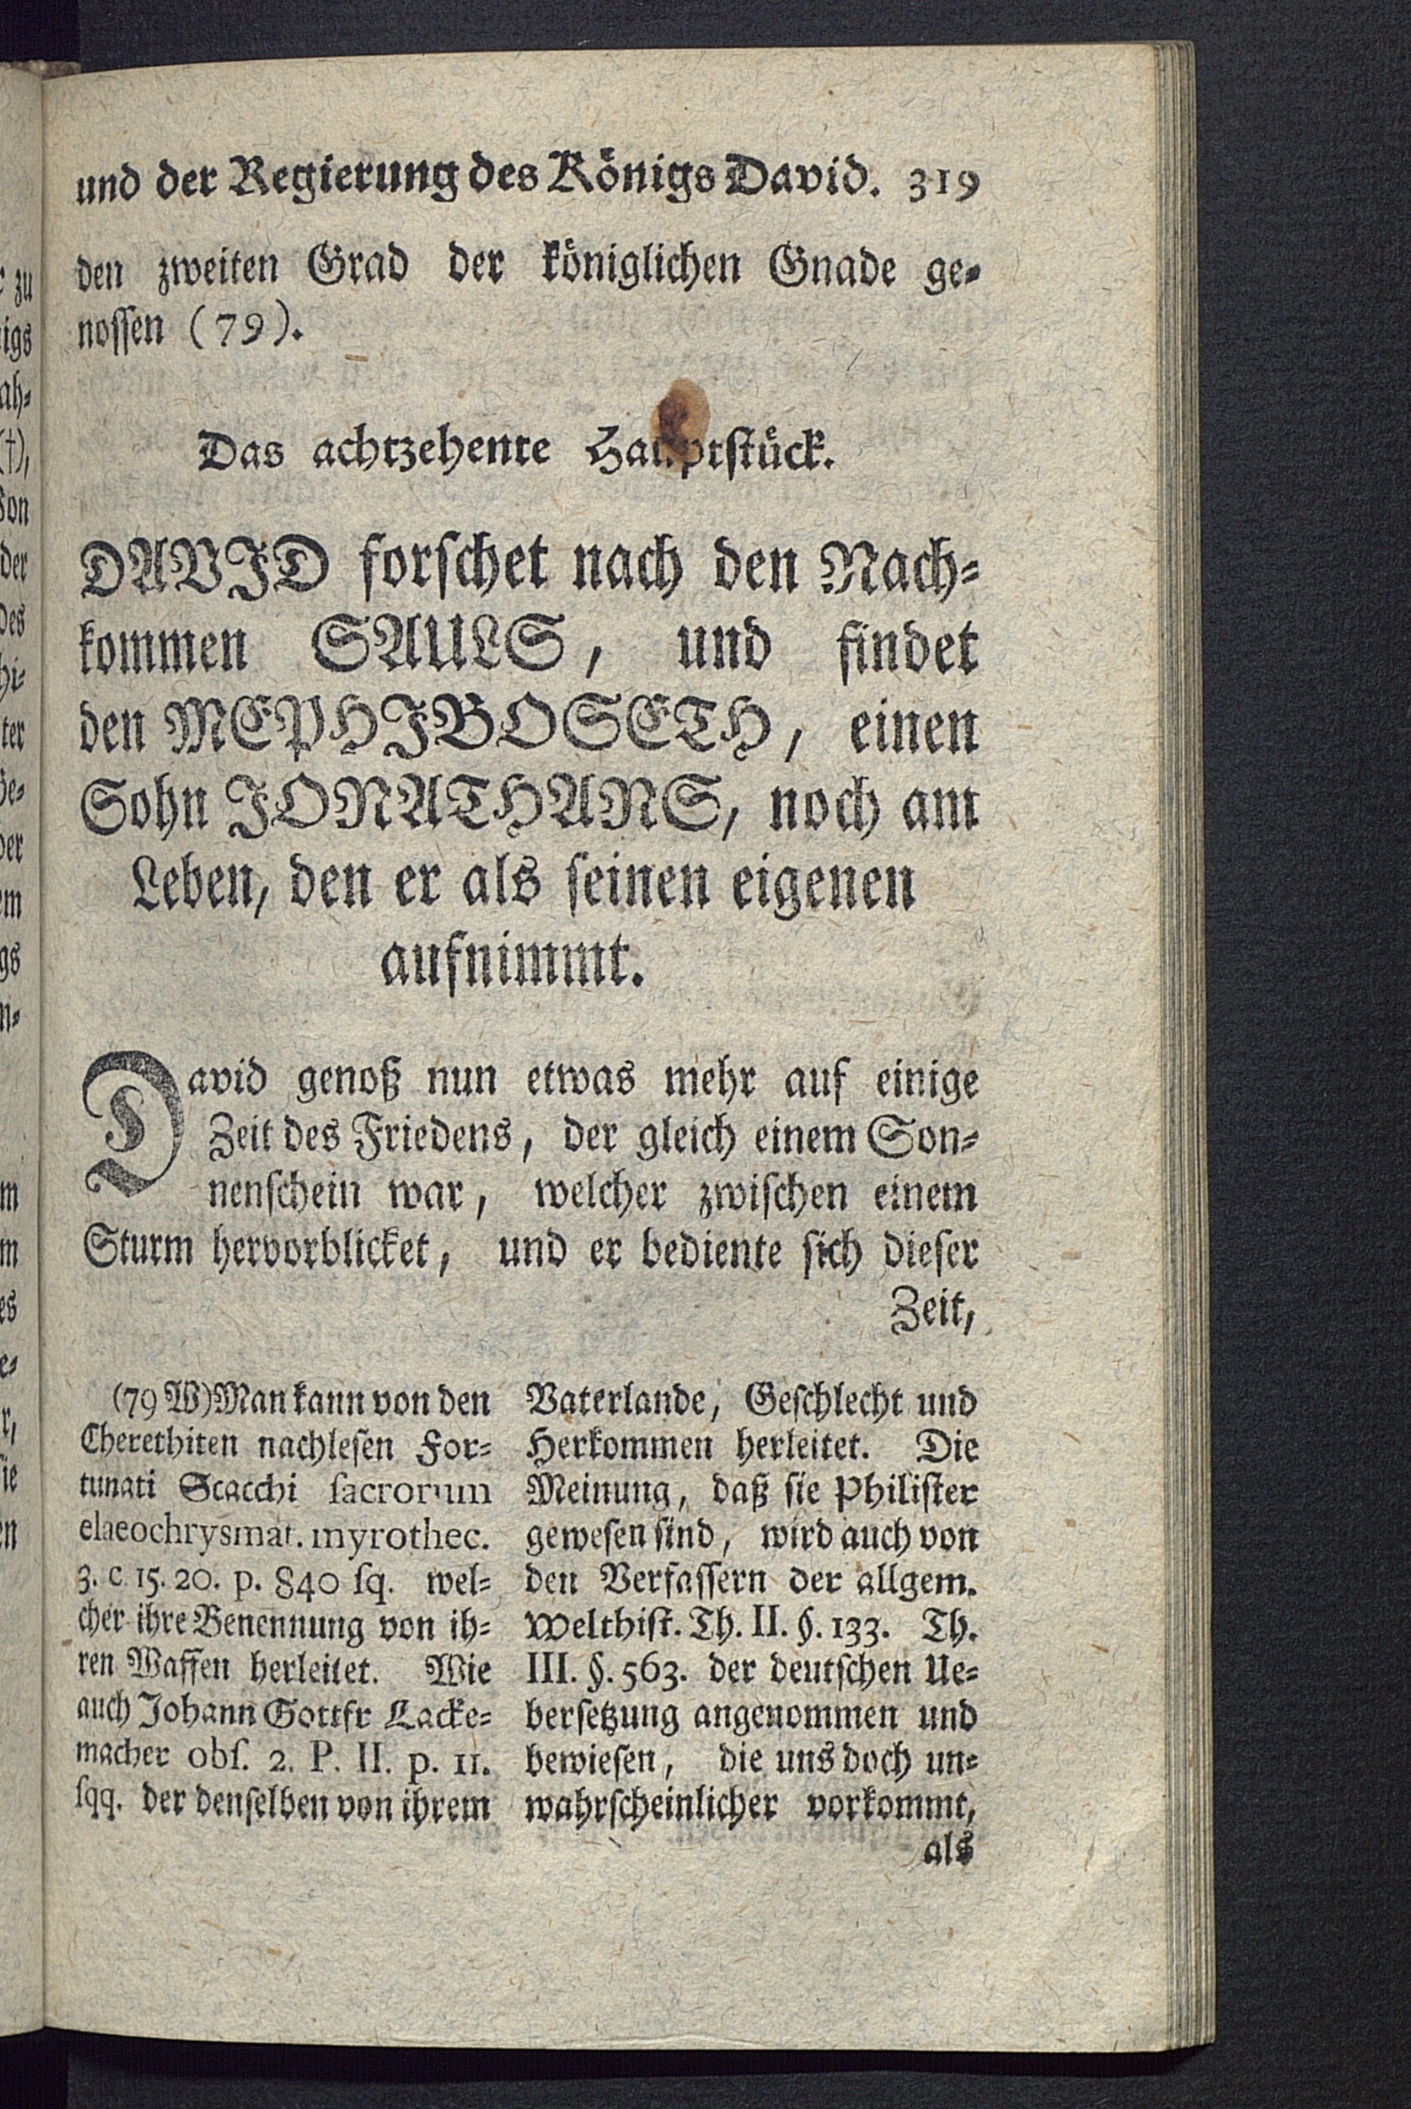 und der Regierung des Königs David. 319
den zweiten Grad der königlichen Gnade ge-
nossen (79).
Das achtzehente Hauptstück.
DAVID forschet nach den Nach-
kommen SAULS, und findet
den MEPHIBOSETH, einen
Sohn JONATHANS, noch am
Leben, den er als seinen eigenen
aufnimmt.
David genoß nun etwas mehr auf einige
Zeit des Friedens, der gleich einem Son-
nenschein war, welcher zwischen einem
Sturm hervorblicket, und er bediente sich dieser
Zeit,
(79 W) Man kann von den
Cherethiten nachlesen For-
tunati Scacchi sacrorum
elaeochrysmat. myrothec.
3. c. 15. 20. p. 840 sq. wel-
cher ihre Benennung von ih-
ren Waffen herleitet. Wie
auch Johann Gottfr Lacke-
macher obs. 2. P. II. p. 11.
sqq. der denselben von ihrem
Vaterlande, Geschlecht und
Herkommen herleitet. Die
Meinung, daß sie Philister
gewesen sind, wird auch von
den Verfassern der allgem.
Welthist. Th. II. §. 133. Th.
III. §. 563. der deutschen Ue-
bersetzung angenommen und
bewiesen, die uns doch un-
wahrscheinlicher vorkommt,
als